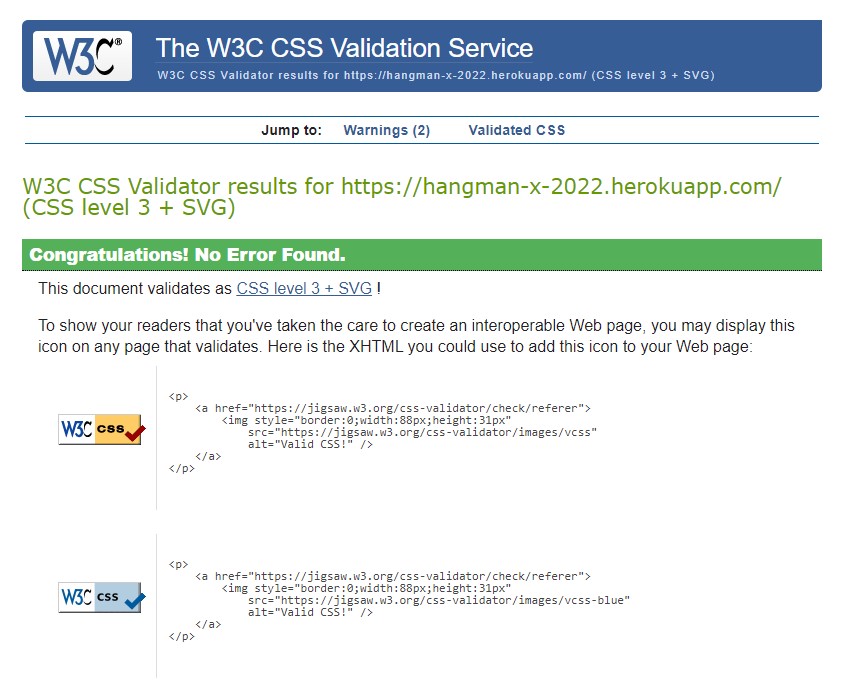 W3C®
The W3C CSS Validation Service
W3C CSS Validator results for https://hangman-x-2022.herokuapp.com/ (CSS level 3 + SVG)
Jump to: Warnings (2) Validated CSS
W3C CSS Validator results for https://hangman-x-2022.herokuapp.com/
(CSS level 3 + SVG)
Congratulations! No Error Found.
This document validates as CSS level 3 + SVG !
To show your readers that you've taken the care to create an interoperable Web page, you may display this
icon on any page that validates. Here is the XHTML you could use to add this icon to your Web page:
W3C css
<p>
    <a href="https://jigsaw.w3.org/css-validator/check/referer">
        <img style="border:0;width:88px;height:31px"
            src="https://jigsaw.w3.org/css-validator/images/vcss"
            alt="Valid CSS!" />
    </a>
</p>
W3C css
<p>
    <a href="https://jigsaw.w3.org/css-validator/check/referer">
        <img style="border:0;width:88px;height:31px"
            src="https://jigsaw.w3.org/css-validator/images/vcss-blue"
            alt="Valid CSS!" />
    </a>
</p>